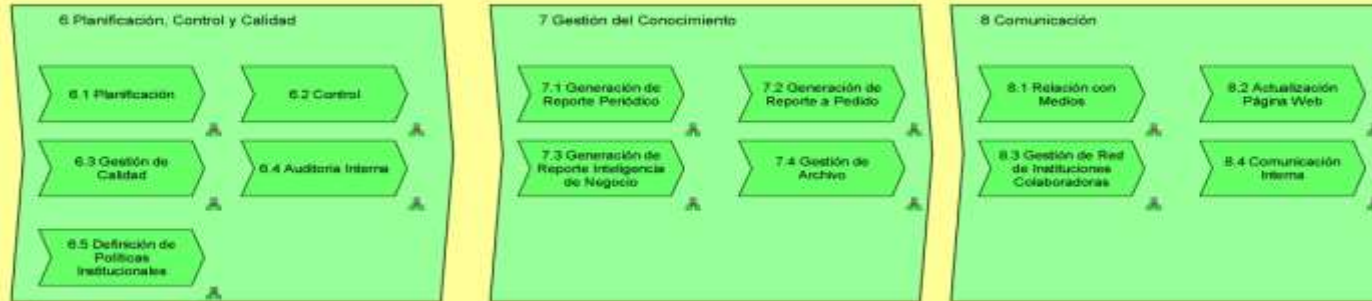 6 Planificación, Control y Calidad
6.1 Planificación
6.2 Control
6.3 Gestión de
Calidad
6.4 Auditoria Interna
6.5 Definición de
Políticas
Institucionales
7 Gestión del Conocimiento
7.1 Generación de
Reporte Periódico
7.2 Generación de
Reporte a Pedido
7.3 Generación de
Reporte Inteligencia
de Negocio
7.4 Gestión de
Archivo
8 Comunicación
8.1 Relación con
Medios
8.2 Actualización
Página Web
8.3 Gestión de Red
de Instituciones
Colaboradoras
8.4 Comunicación
Interna